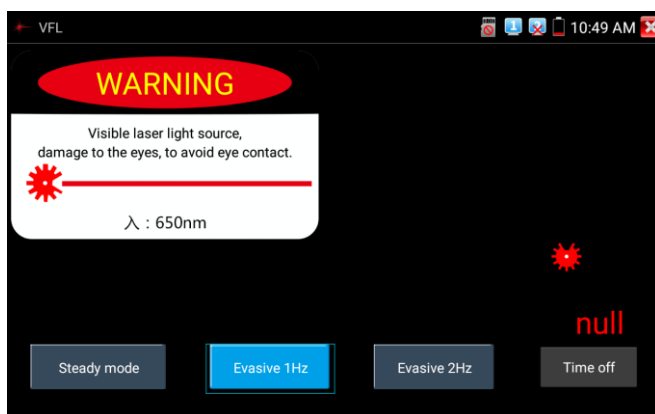 VFL
10:49 AM
WARNING
Visible laser light source,
damage to the eyes, to avoid eye contact.
入 : 650nm
null
Steady mode
Evasive 1Hz
Evasive 2Hz
Time off